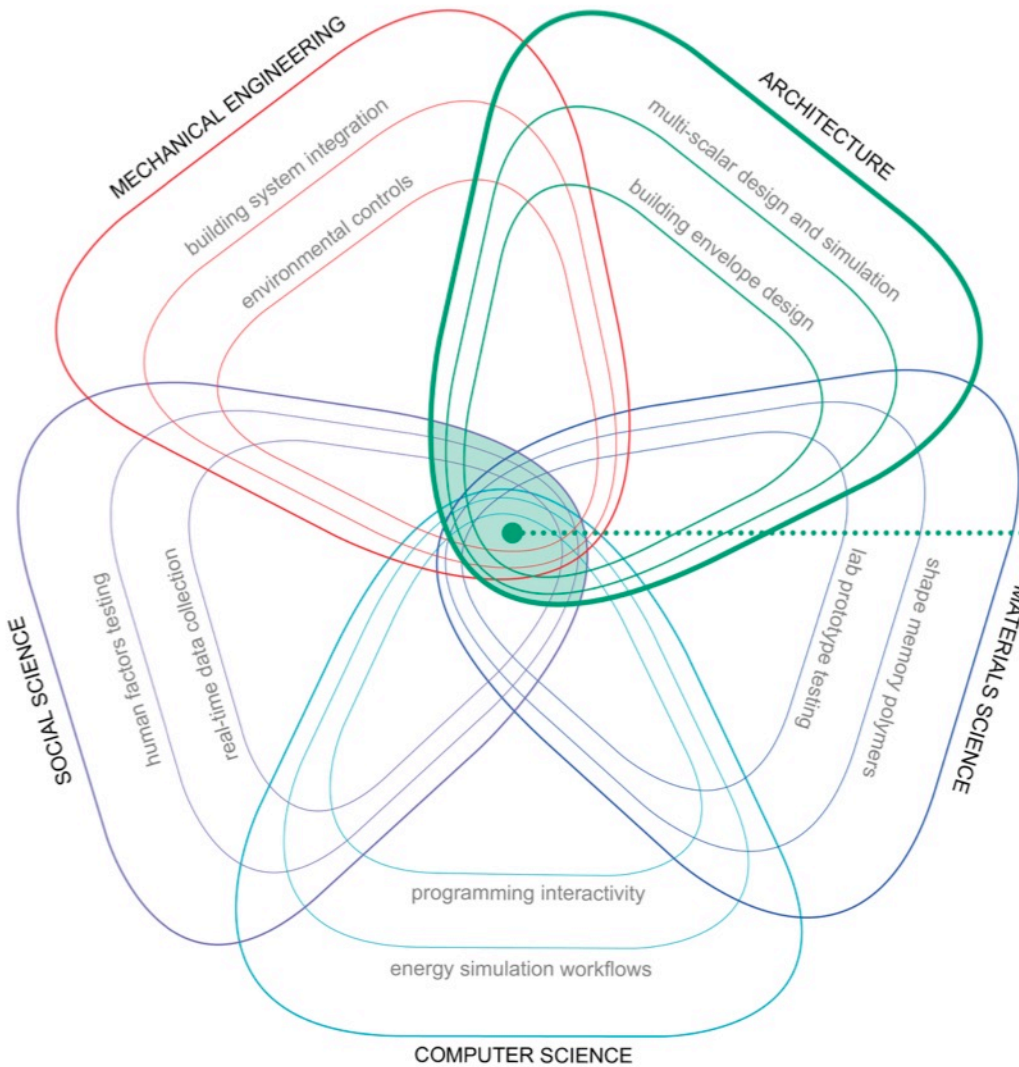 MECHANICAL ENGINEERING
building system integration
environmental controls
ARCHITECTURE
multi-scalar design and simulation
building envelope design
SOCIAL SCIENCE
human factors testing
real-time data collection
lab prototype testing
shape memory polymers
MATERIALS SCIENCE
programming interactivity
energy simulation workflows
COMPUTER SCIENCE